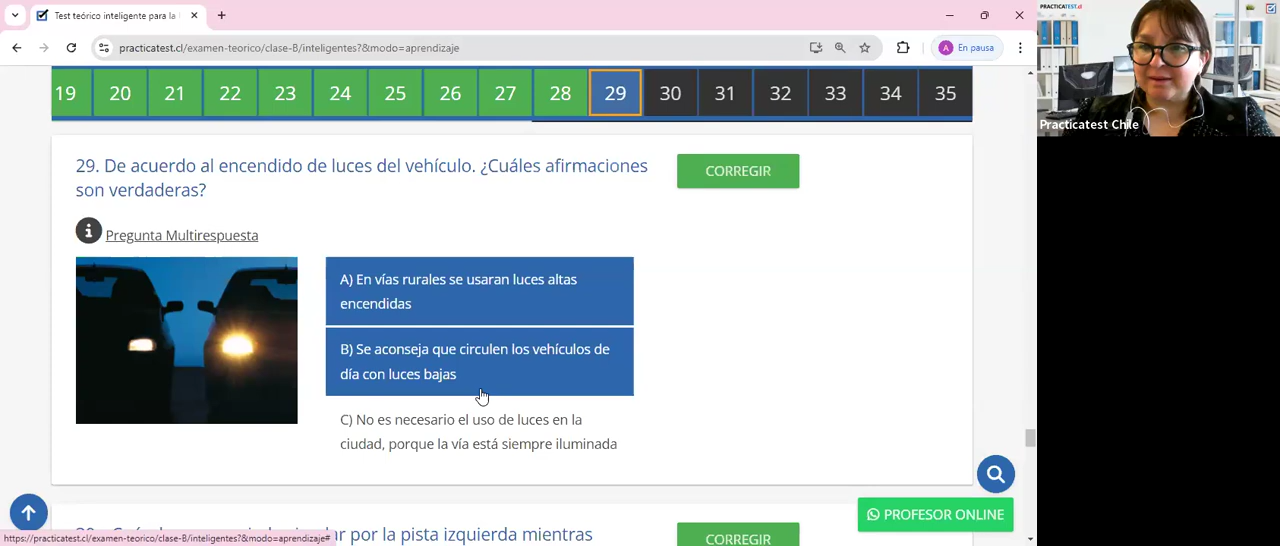 Test teórico inteligente para la
practicatest.cl/examen-teorico/clase-B/inteligentes?&modo=aprendizaje
A
En pausa
PRACTICATEST.cl
Practicatest Chile
19 20 21 22 23 24 25 26 27 28 29 30 31 32 33 34 35
29. De acuerdo al encendido de luces del vehículo. ¿Cuáles afirmaciones
son verdaderas?
CORREGIR
Pregunta Multirespuesta
A) En vías rurales se usaran luces altas
encendidas
B) Se aconseja que circulen los vehículos de
día con luces bajas
C) No es necesario el uso de luces en la
ciudad, porque la vía está siempre iluminada
PROFESOR ONLINE
por la pista izquierda mientras
CORREGIR
https://practicatest.cl/examen-teorico/clase-B/inteligentes?&modo=aprendizaje#